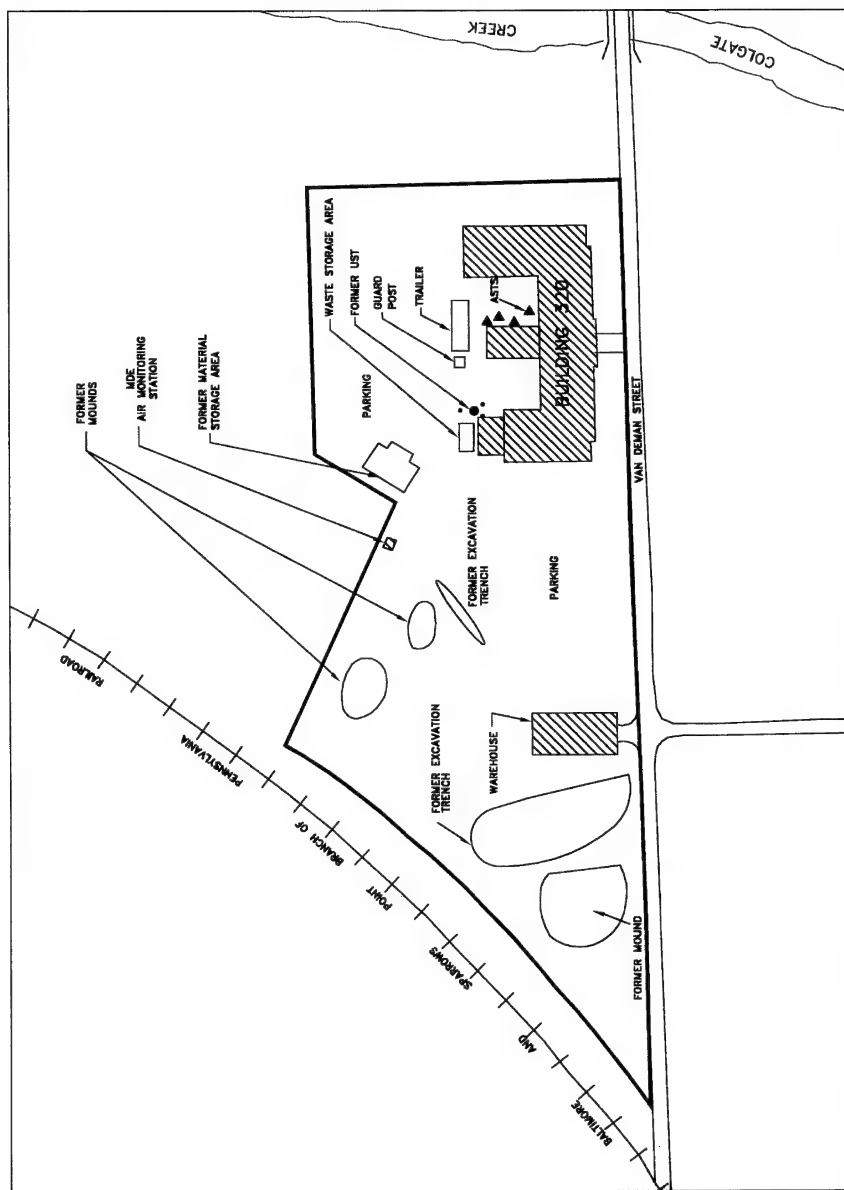 FORMER
MOUNDS
MDE
AIR MONITORING
STATION
FORMER MATERIAL
STORAGE AREA
WASTE STORAGE AREA
FORMER UST
GUARD
POST
TRAILER
PARKING
ASTS
BUILDING 320
CREEK
COLGATE
VAN DEMAN STREET
FORMER EXCAVATION
TRENCH
PARKING
FORMER EXCAVATION
TRENCH
WAREHOUSE
FORMER MOUND
BALTIMORE
AND
SPARROWS
POINT
BRANCH OF
PENNSYLVANIA
RAILROAD